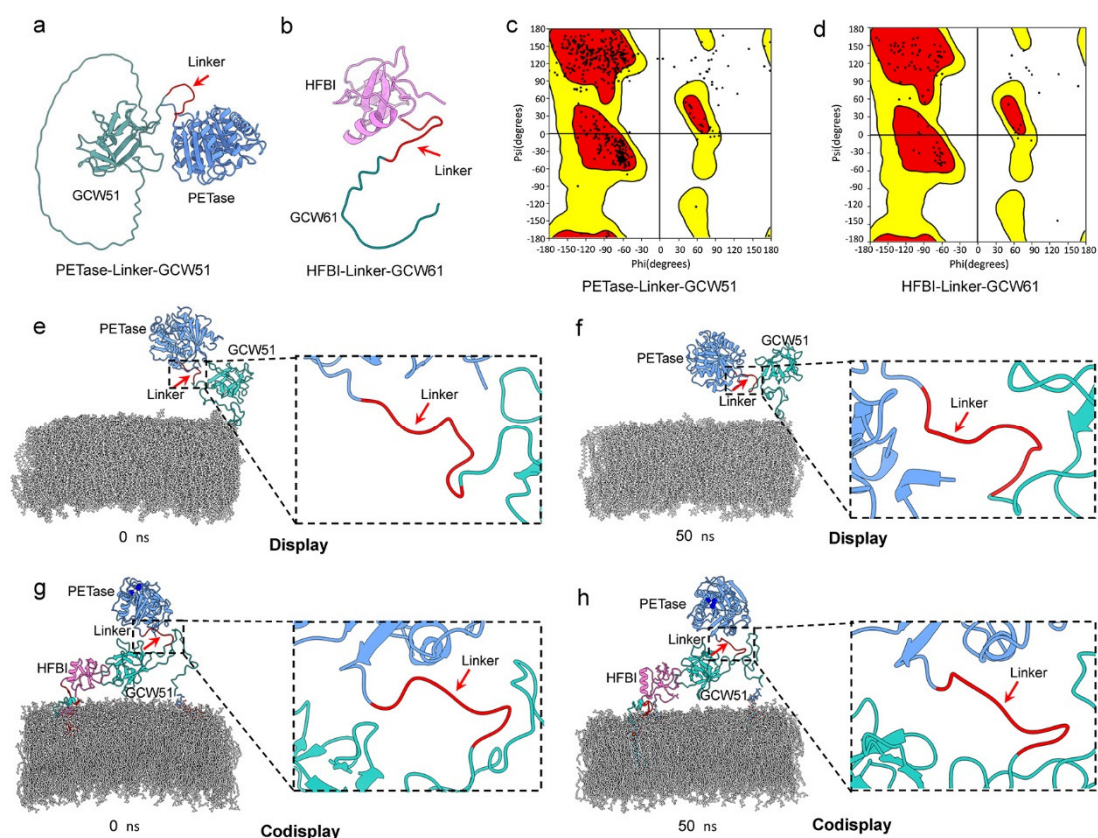 a
Linker
GCW51
PETase
PETase-Linker-GCW51
b
HFBI
Linker
GCW61
HFBI-Linker-GCW61
c
Psi(degrees)
180
150
120
90
60
30
0
-30
-60
-90
-120
-150
-180
-180 -150 -120 -90 -60 -30 0 30 60 90 120 150 180
Phi(degrees)
PETase-Linker-GCW51
d
Psi(degrees)
180
150
120
90
60
30
0
-30
-60
-90
-120
-150
-180
-180 -150 -120 -90 -60 -30 0 30 60 90 120 150 180
Phi(degrees)
HFBI-Linker-GCW61
e
PETase
GCW51
Linker
Linker
0 ns
Display
f
PETase
GCW51
Linker
Linker
50 ns
Display
g
PETase
Linker
HFBI
GCW51
Linker
0 ns
Codisplay
h
PETase
Linker
HFBI
GCW51
Linker
50 ns
Codisplay